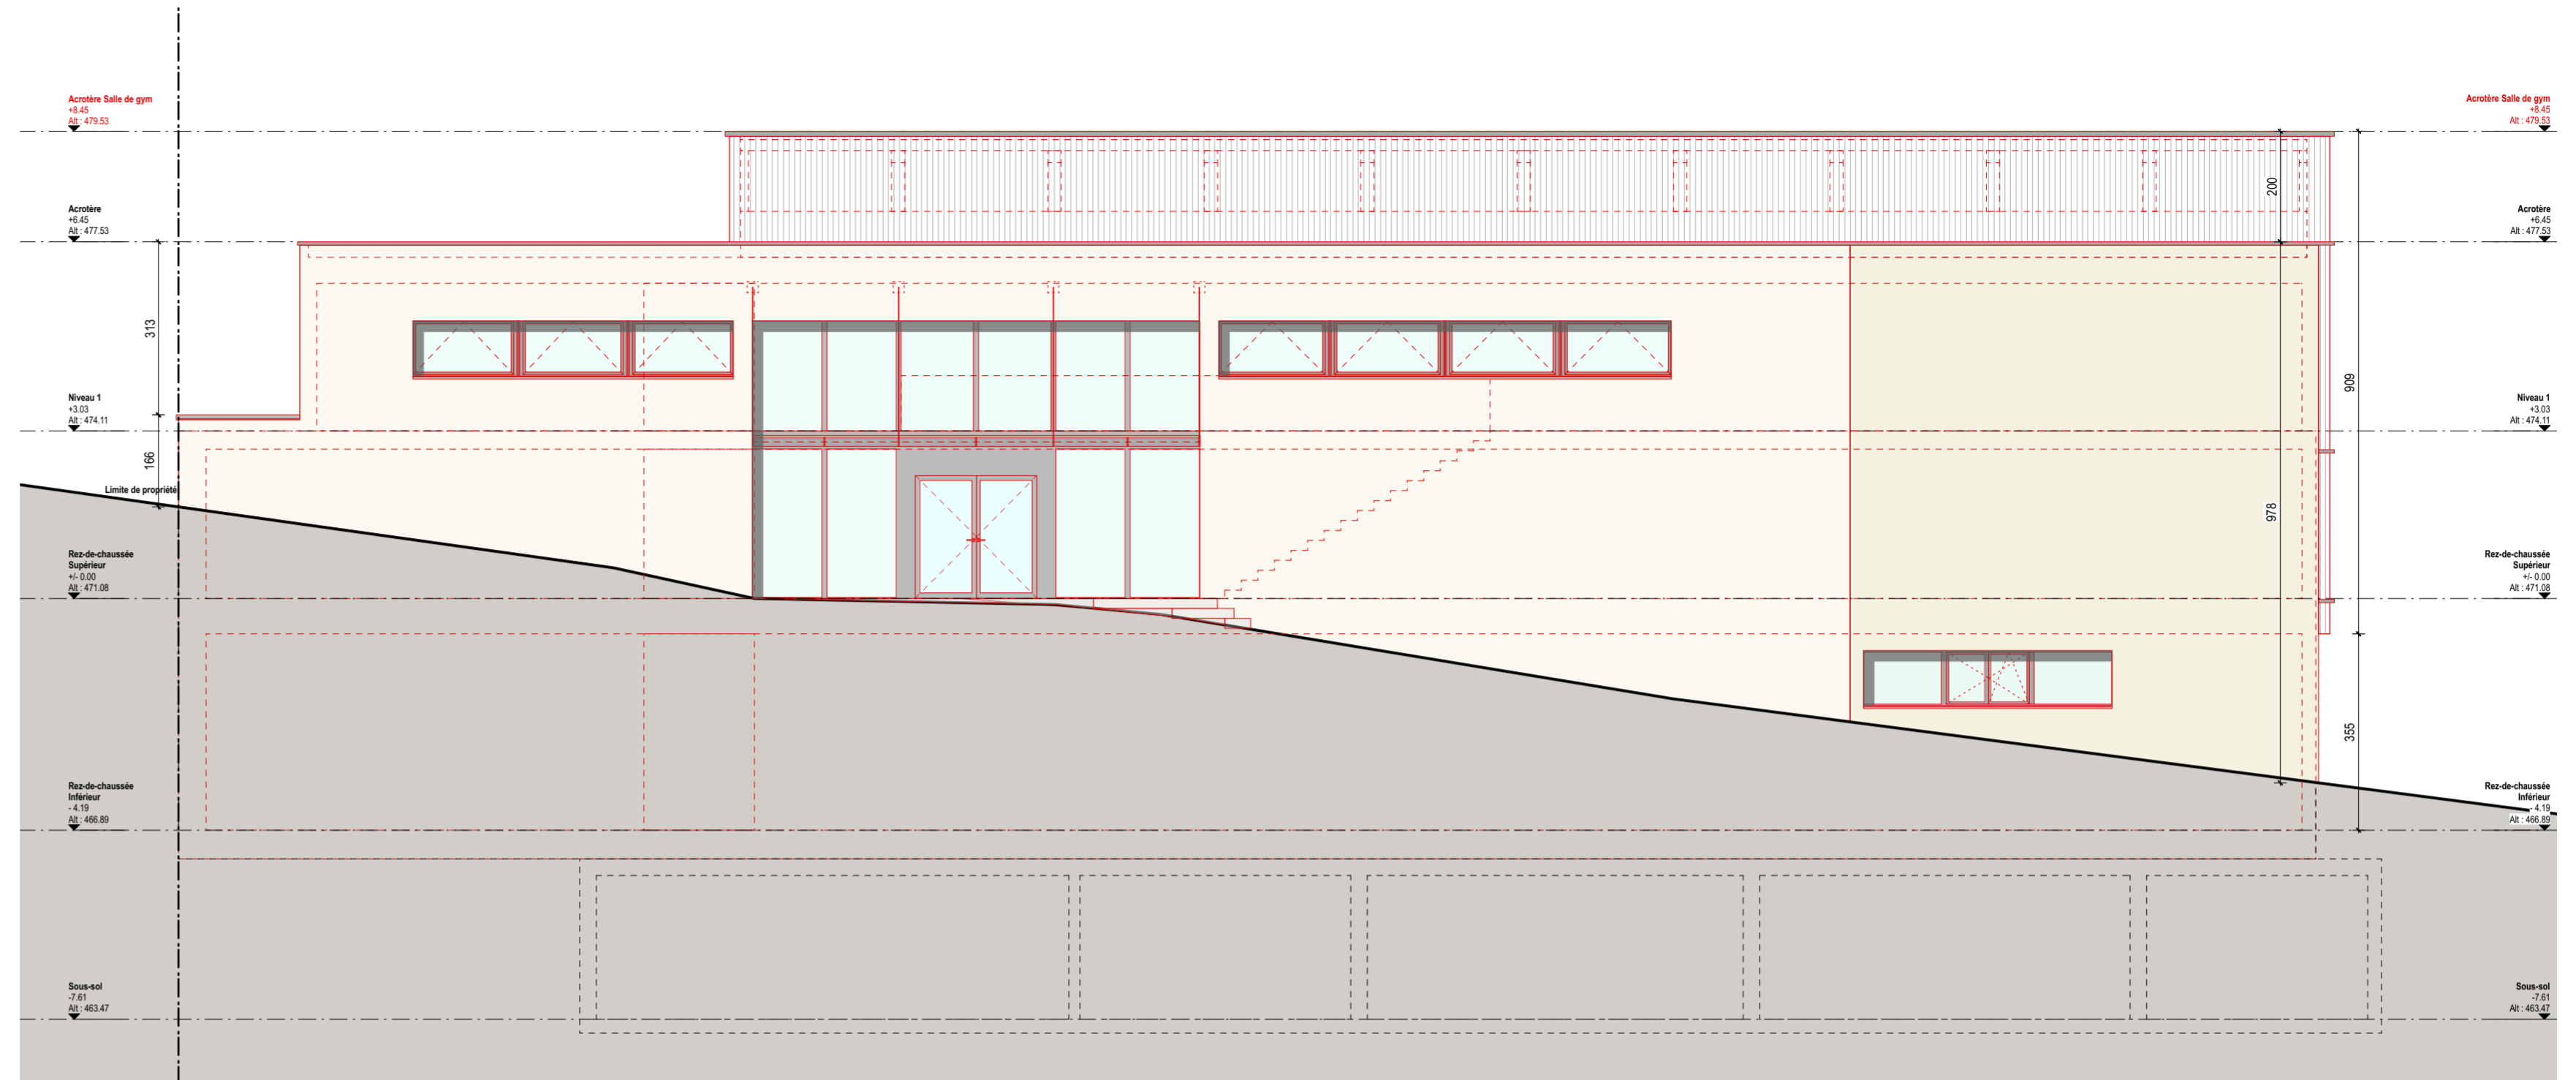 Acrotère Salle de gym
+8.45
Alt : 479.53
Acrotère
+6.45
Alt : 477.53
313
Niveau 1
+3.03
Alt : 474.11
166
Limite de propriété
Rez-de-chaussée
Supérieur
+/- 0.00
Alt : 471.08
Rez-de-chaussée
Inférieur
- 4.19
Alt : 466.89
Sous-sol
-7.61
Alt : 463.47
200
978
909
355
Acrotère Salle de gym
+8.45
Alt : 479.53
Acrotère
+6.45
Alt : 477.53
Niveau 1
+3.03
Alt : 474.11
Rez-de-chaussée
Supérieur
+/- 0.00
Alt : 471.08
Rez-de-chaussée
Inférieur
- 4.19
Alt : 466.89
Sous-sol
-7.61
Alt : 463.47